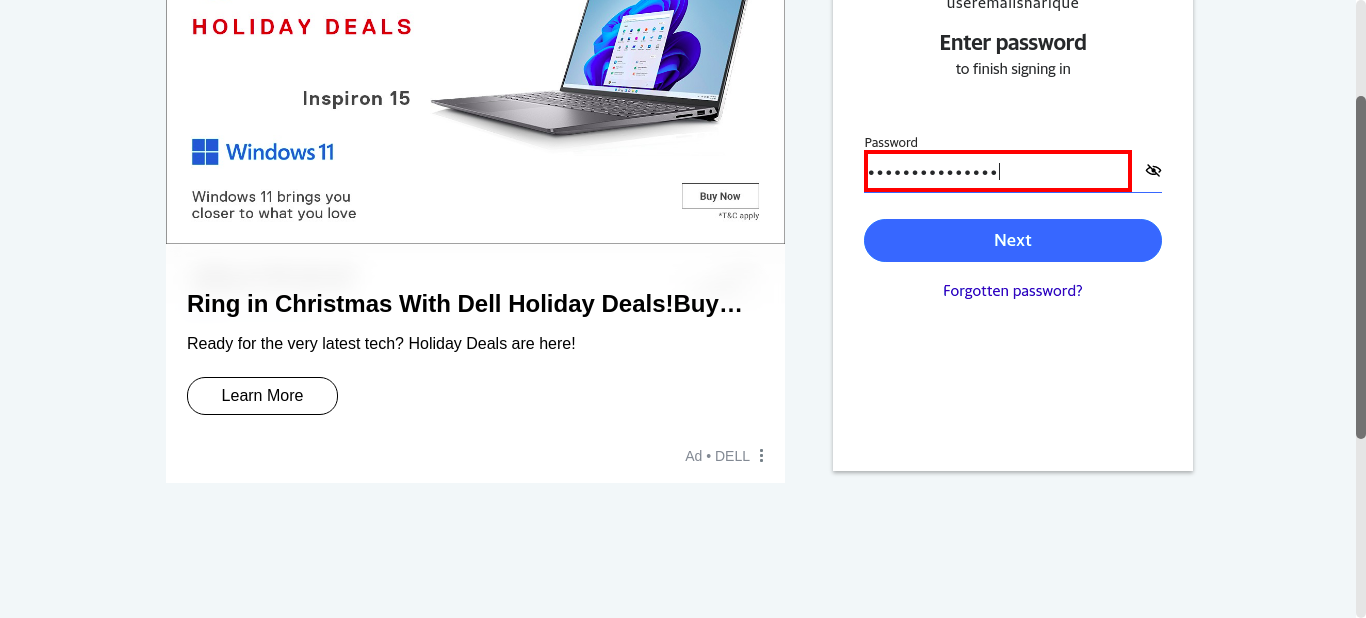 HOLIDAY DEALS
Inspiron 15
Windows 11
Windows 11 brings you
closer to what you love
Buy Now
*T&C apply
Ring in Christmas With Dell Holiday Deals!Buy…
Ready for the very latest tech? Holiday Deals are here!
Learn More
Ad • DELL
useremailsharique
Enter password
to finish signing in
Password
•••••••••••••••
Next
Forgotten password?